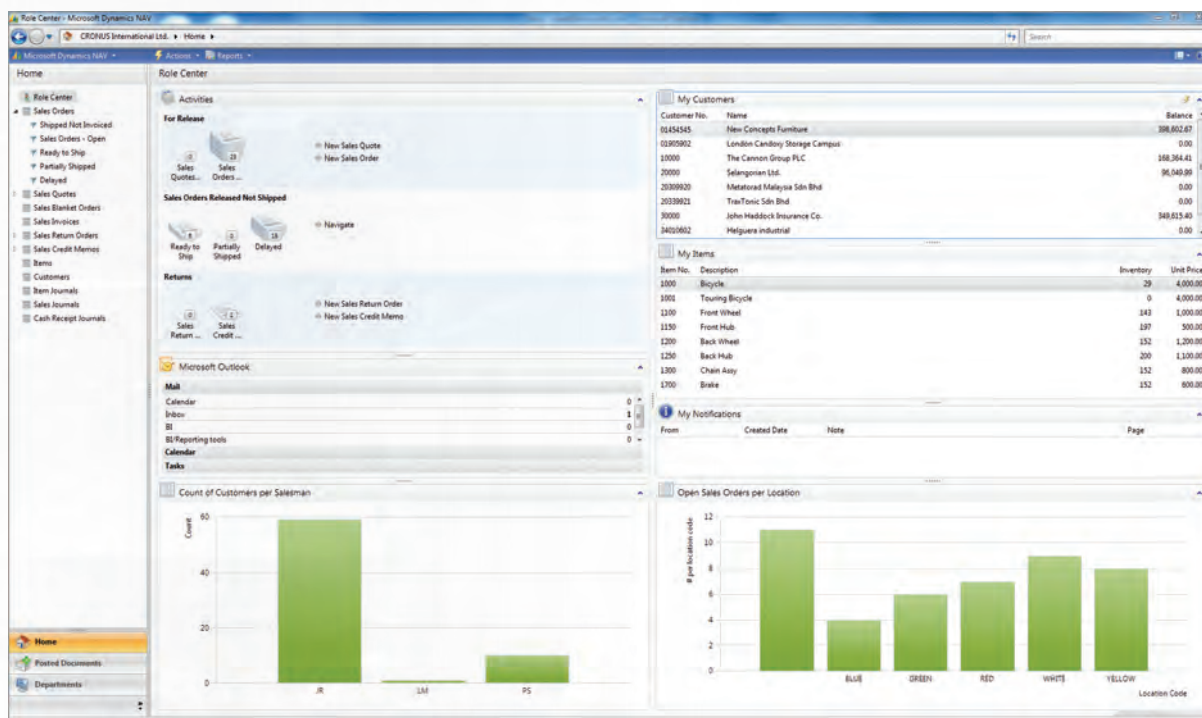 Role Center - Microsoft Dynamics NAV
CRONUS International Ltd. Home
Search
Microsoft Dynamics NAV
Actions Reports
Home
Role Center
Sales Orders
Shipped Not Invoiced
Sales Orders - Open
Ready to Ship
Partially Shipped
Delayed
Sales Quotes
Sales Blanket Orders
Sales Invoices
Sales Return Orders
Sales Credit Memos
Items
Customers
Item Journals
Sales Journals
Cash Receipt Journals
Home
Posted Documents
Departments
Role Center
Activities
For Release
Sales Quotes...
Sales Orders...
New Sales Quote
New Sales Order
Sales Orders Released Not Shipped
Ready to Ship
Partially Shipped
Delayed
Navigate
Returns
Sales Return ...
Sales Credit ...
New Sales Return Order
New Sales Credit Memo
Microsoft Outlook
Mail
Calendar 0
Inbox 1
BI 0
BI/Reporting tools 0
Calendar
Tasks
Count of Customers per Salesman
Count
60
40
20
0
JR LM PS
My Customers
Customer No. Name Balance
01454545 New Concepts Furniture 398,602.67
01905902 London Candoxy Storage Campus 0.00
10000 The Cannon Group PLC 168,364.41
20000 Selangorian Ltd. 96,049.99
20309920 Metatorad Malaysia Sdn Bhd 0.00
20339921 TraxTonic Sdn Bhd 0.00
30000 John Haddock Insurance Co. 349,615.40
34010602 Helguera industrial 0.00
My Items
Item No. Description Inventory Unit Price
1000 Bicycle 29 4,000.00
1001 Touring Bicycle 0 4,000.00
1100 Front Wheel 143 1,000.00
1150 Front Hub 197 500.00
1200 Back Wheel 152 1,200.00
1250 Back Hub 200 1,100.00
1300 Chain Assy 152 800.00
1700 Brake 152 600.00
My Notifications
From Created Date Note Page
Open Sales Orders per Location
# per location code
12
10
8
6
4
2
0
BLUE GREEN RED WHITE YELLOW
Location Code